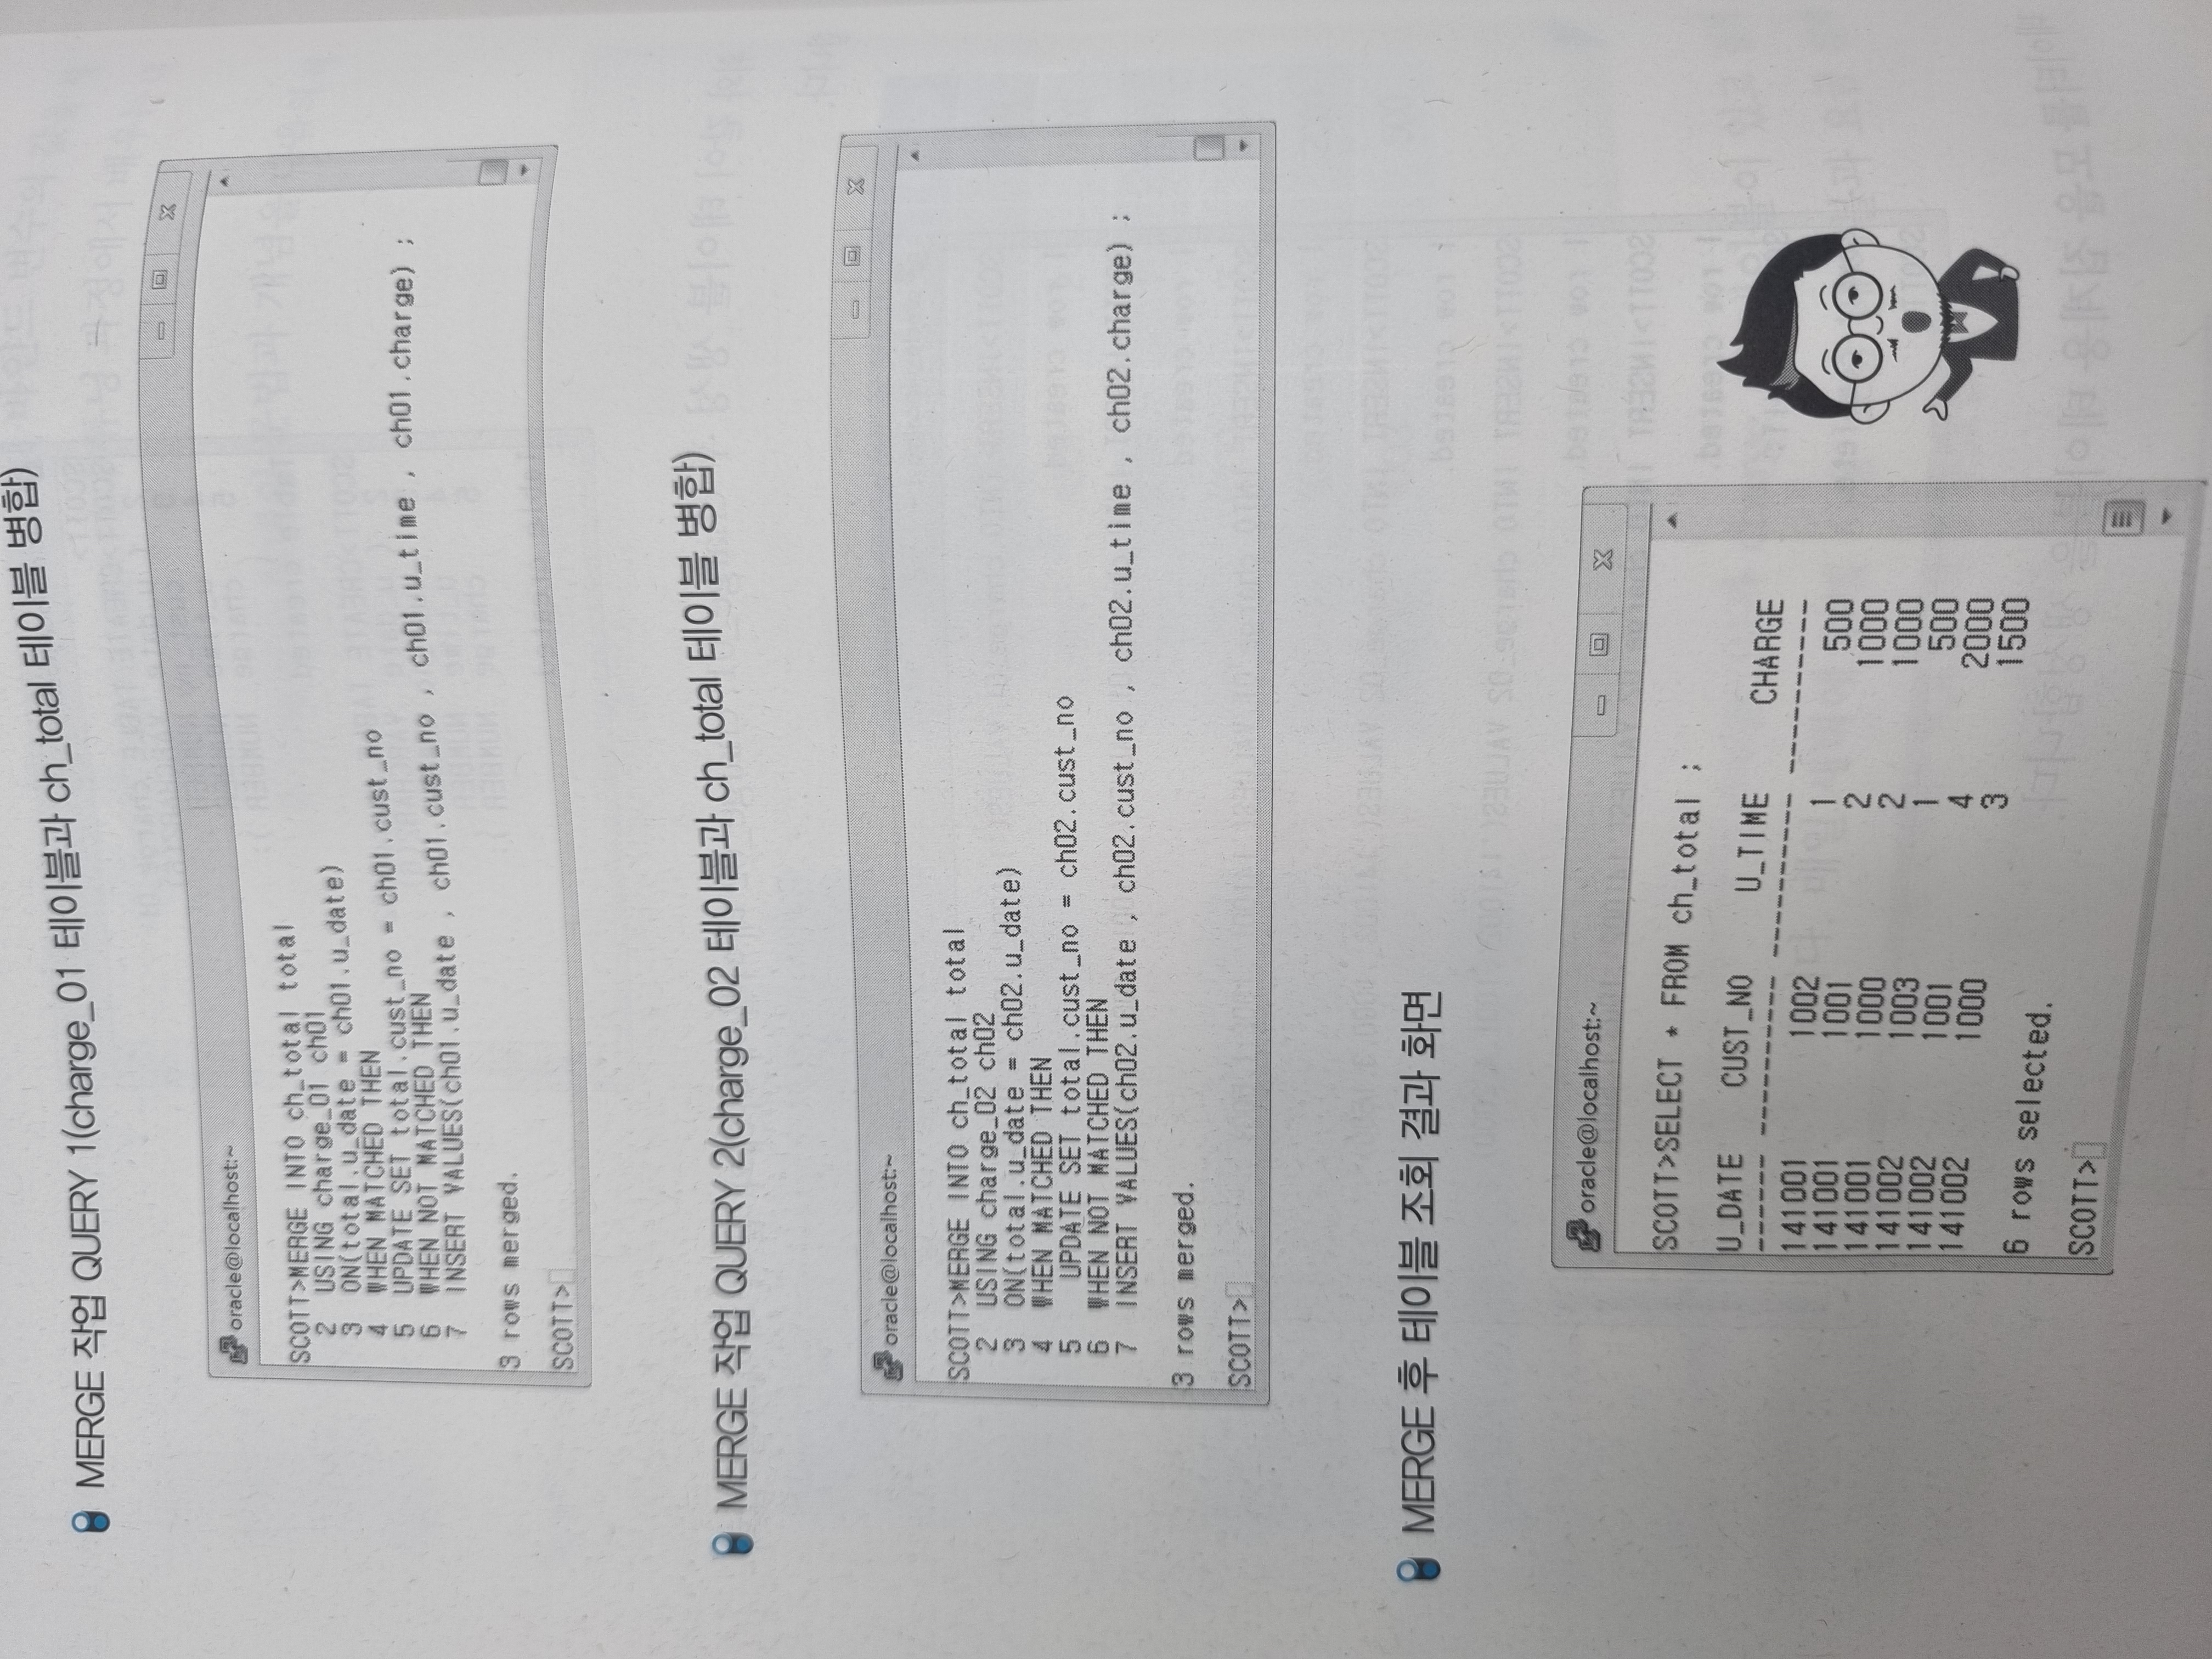 MERGE 작업 QUERY 1(charge_01 테이블과 ch_total 테이블 병합)
oracle@localhost:~
SCOTT>MERGE INTO ch_total total
2 USING charge_01 ch01
3 ON(total.u_date = ch01.u_date)
4 WHEN MATCHED THEN
5 UPDATE SET total.cust_no = ch01.cust_no
6 WHEN NOT MATCHED THEN
7 INSERT VALUES(ch01.u_date , ch01.cust_no , ch01.u_time , ch01.charge) ;
3 rows merged.
SCOTT>
MERGE 작업 QUERY 2(charge_02 테이블과 ch_total 테이블 병합)
oracle@localhost:~
SCOTT>MERGE INTO ch_total total
2 USING charge_02 ch02
3 ON(total.u_date = ch02.u_date)
4 WHEN MATCHED THEN
5 UPDATE SET total.cust_no = ch02.cust_no
6 WHEN NOT MATCHED THEN
7 INSERT VALUES(ch02.u_date , ch02.cust_no , ch02.u_time , ch02.charge) ;
3 rows merged.
SCOTT>
MERGE 후 테이블 조회 결과 화면
oracle@localhost:~
SCOTT>SELECT * FROM ch_total ;
U_DATE CUST_NO U_TIME CHARGE
------ ---------- ---------- ----------
141001 1002 1 500
141001 1001 2 1000
141001 1000 2 1000
141002 1003 1 500
141002 1001 4 2000
141002 1000 3 1500
6 rows selected.
SCOTT>